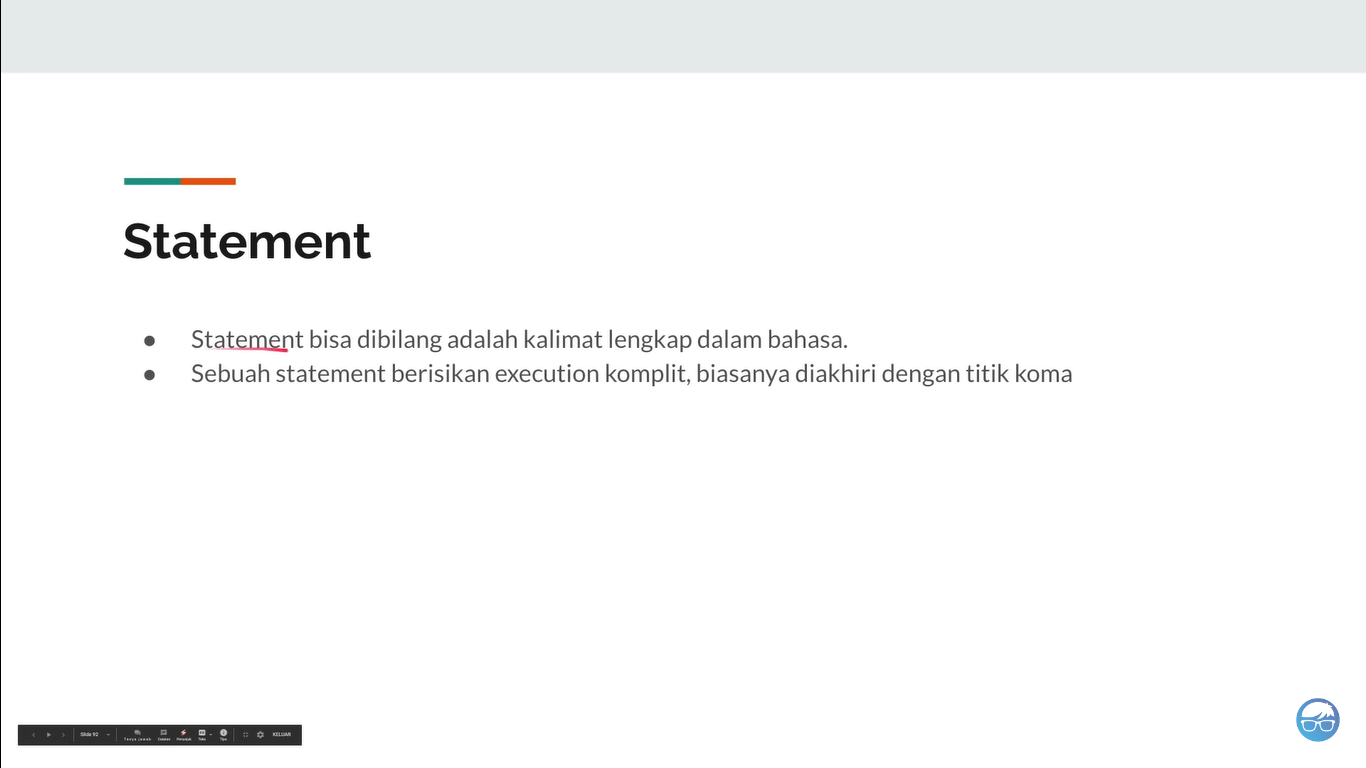 Statement
● Statement bisa dibilang adalah kalimat lengkap dalam bahasa.
● Sebuah statement berisikan execution komplit, biasanya diakhiri dengan titik koma
Slide 92
Tanya jawab
Penunjuk
Teks
Tips
KELUAR